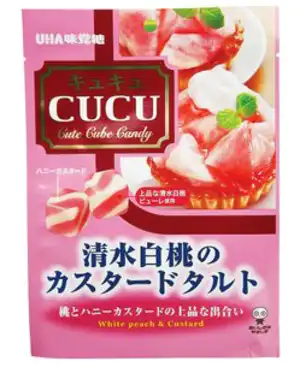 UHA味覚糖
キュキュ
CUCU
Cute Cube Candy
ハニーカスタード
上品な清水白桃
ピューレ使用
清水白桃の
カスタードタルト
桃とハニーカスタードの上品な出合い
White peach & Custard